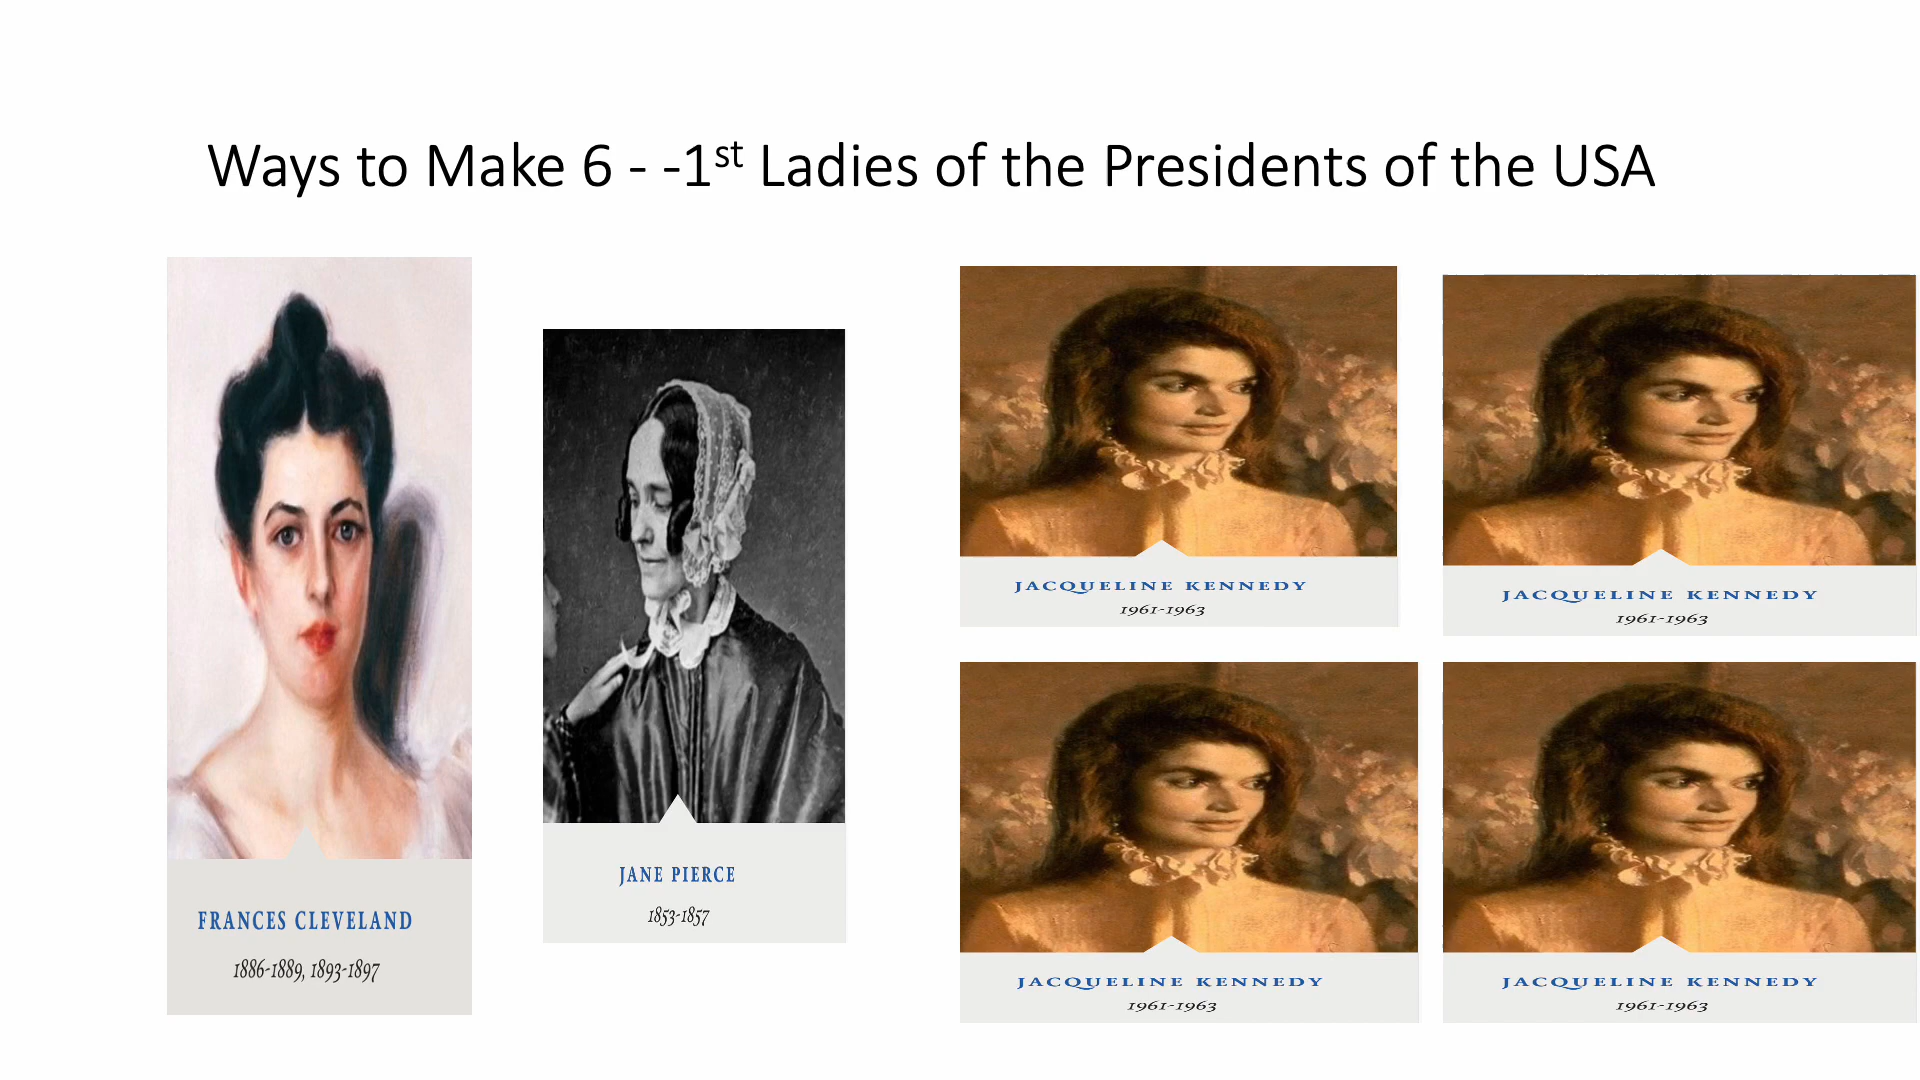 Ways to Make 6 - -1st Ladies of the Presidents of the USA
FRANCES CLEVELAND
1886-1889, 1893-1897
JANE PIERCE
1853-1857
JACQUELINE KENNEDY
1961-1963
JACQUELINE KENNEDY
1961-1963
JACQUELINE KENNEDY
1961-1963
JACQUELINE KENNEDY
1961-1963